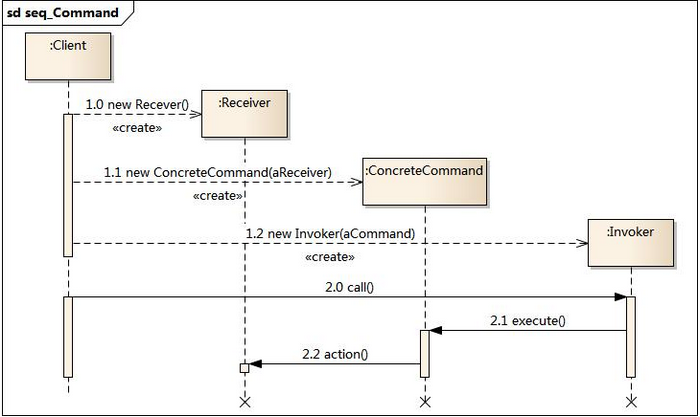 sd seq_Command
:Client
1.0 new Recever()
:Receiver
«create»
1.1 new ConcreteCommand(aReceiver)
:ConcreteCommand
«create»
1.2 new Invoker(aCommand)
:Invoker
«create»
2.0 call()
2.1 execute()
2.2 action()